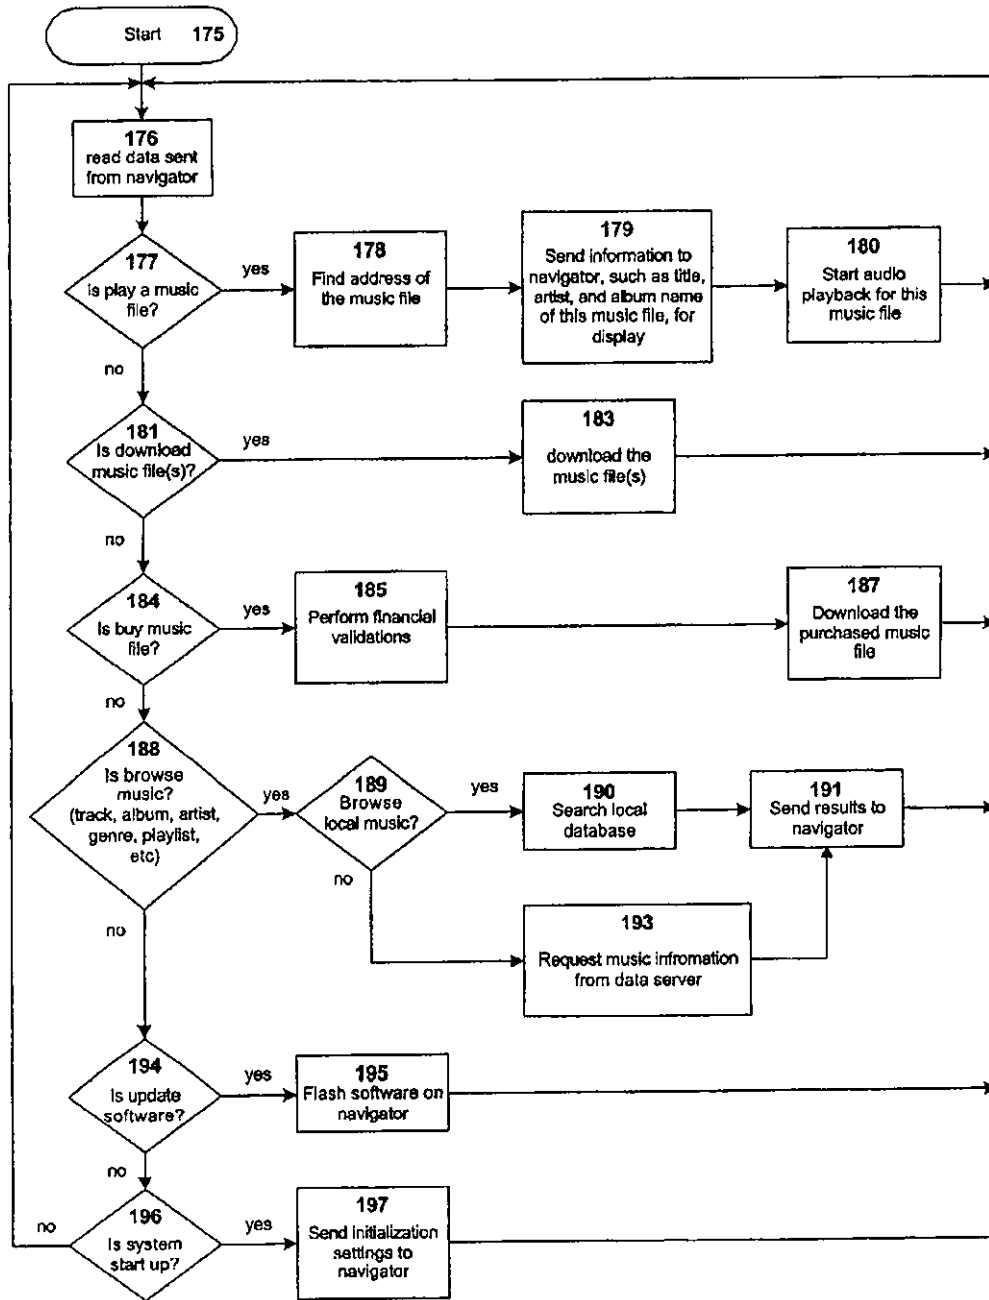 Start 175
176
read data sent
from navigator
177
Is play a music
file?
yes
178
Find address of
the music file
179
Send information to
navigator, such as title,
artist, and album name
of this music file, for
display
180
Start audio
playback for this
music file
no
181
Is download
music file(s)?
yes
183
download the
music file(s)
no
184
Is buy music
file?
yes
185
Perform financial
validations
187
Download the
purchased music
file
no
188
Is browse
music?
(track, album, artist,
genre, playlist,
etc)
yes
189
Browse
local music?
yes
190
Search local
database
191
Send results to
navigator
no
193
Request music infromation
from data server
no
194
Is update
software?
yes
195
Flash software on
navigator
no
196
Is system
start up?
no
yes
197
Send initialization
settings to
navigator